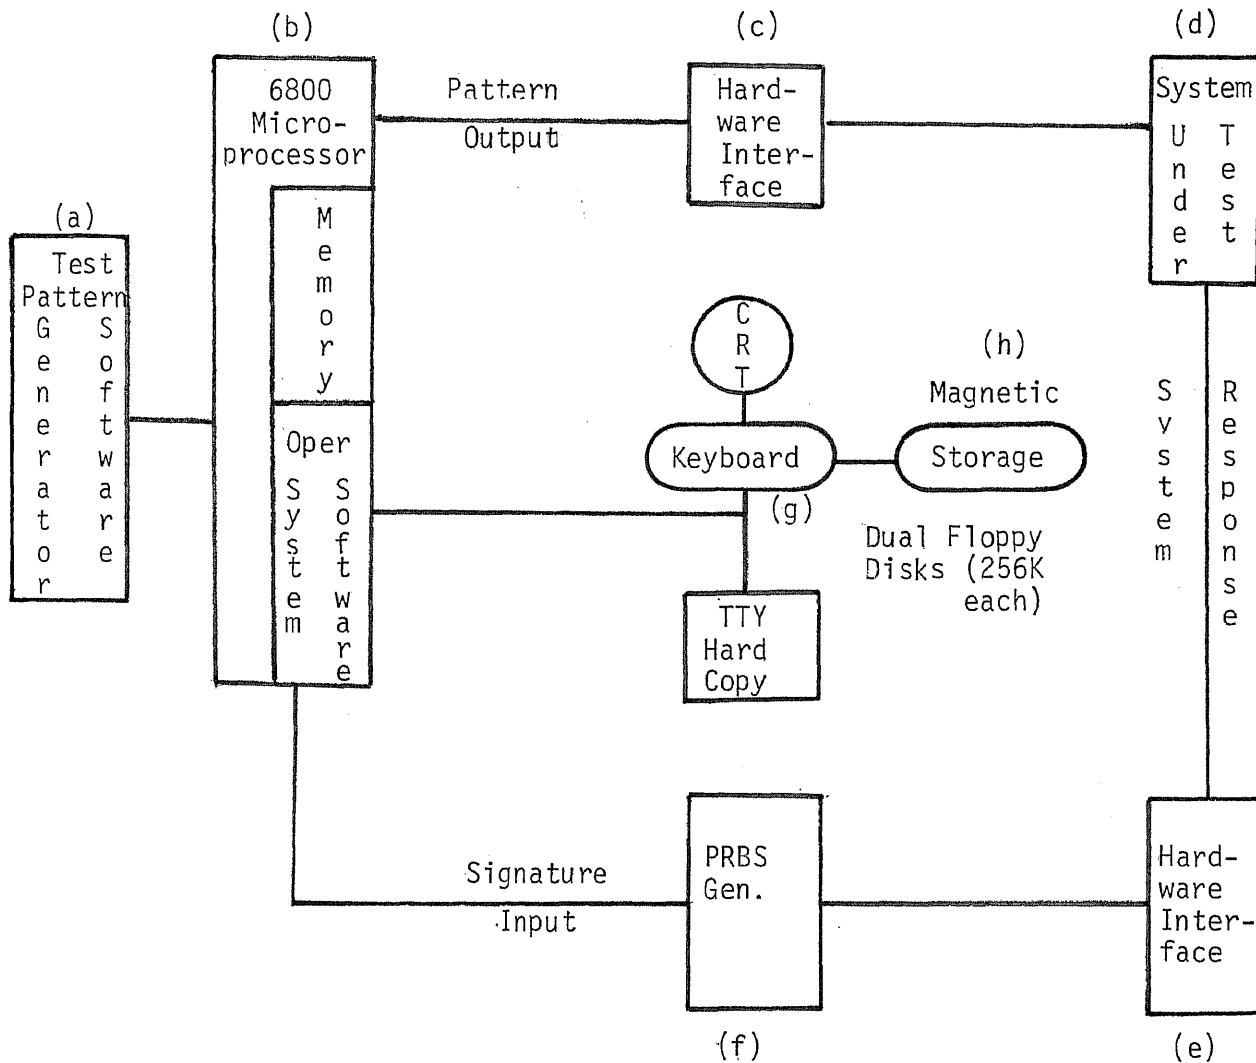 (a)
Test
Pattern
Generator
Software
(b)
6800
Micro-
processor
Memory
Oper
System
Software
Pattern
Output
(c)
Hard-
ware
Inter-
face
(d)
System
Under
Test
CRT
Keyboard
(g)
(h)
Magnetic
Storage
Dual Floppy
Disks (256K
each)
TTY
Hard
Copy
System
Response
Signature
Input
PRBS
Gen.
(f)
Hard-
ware
Inter-
face
(e)